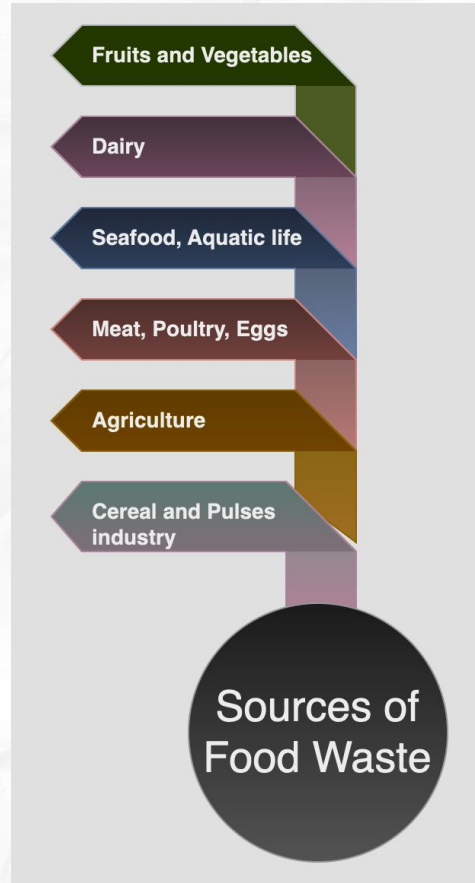 Fruits and Vegetables
Dairy
Seafood, Aquatic life
Meat, Poultry, Eggs
Agriculture
Cereal and Pulses
industry
Sources of
Food Waste